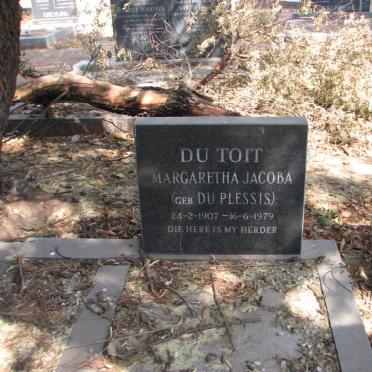 DU TOIT
MARGARETHA JACOBA
(GEB DU PLESSIS)
24-2-1907 -16-6-1979
DIE HERE IS MY HERDER